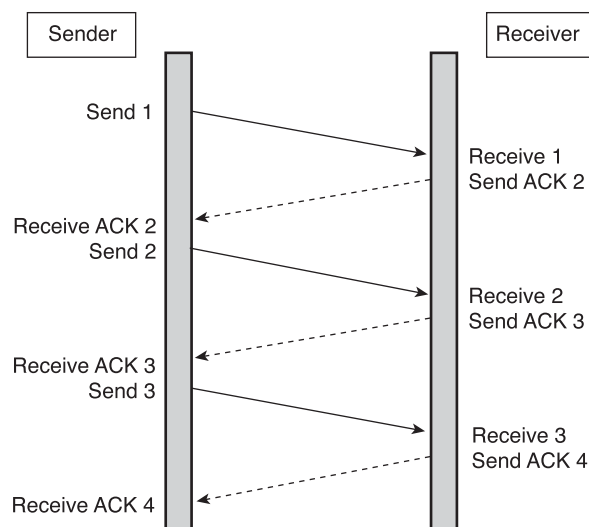 Sender
Receiver
Send 1
Receive 1
Send ACK 2
Receive ACK 2
Send 2
Receive 2
Send ACK 3
Receive ACK 3
Send 3
Receive 3
Send ACK 4
Receive ACK 4